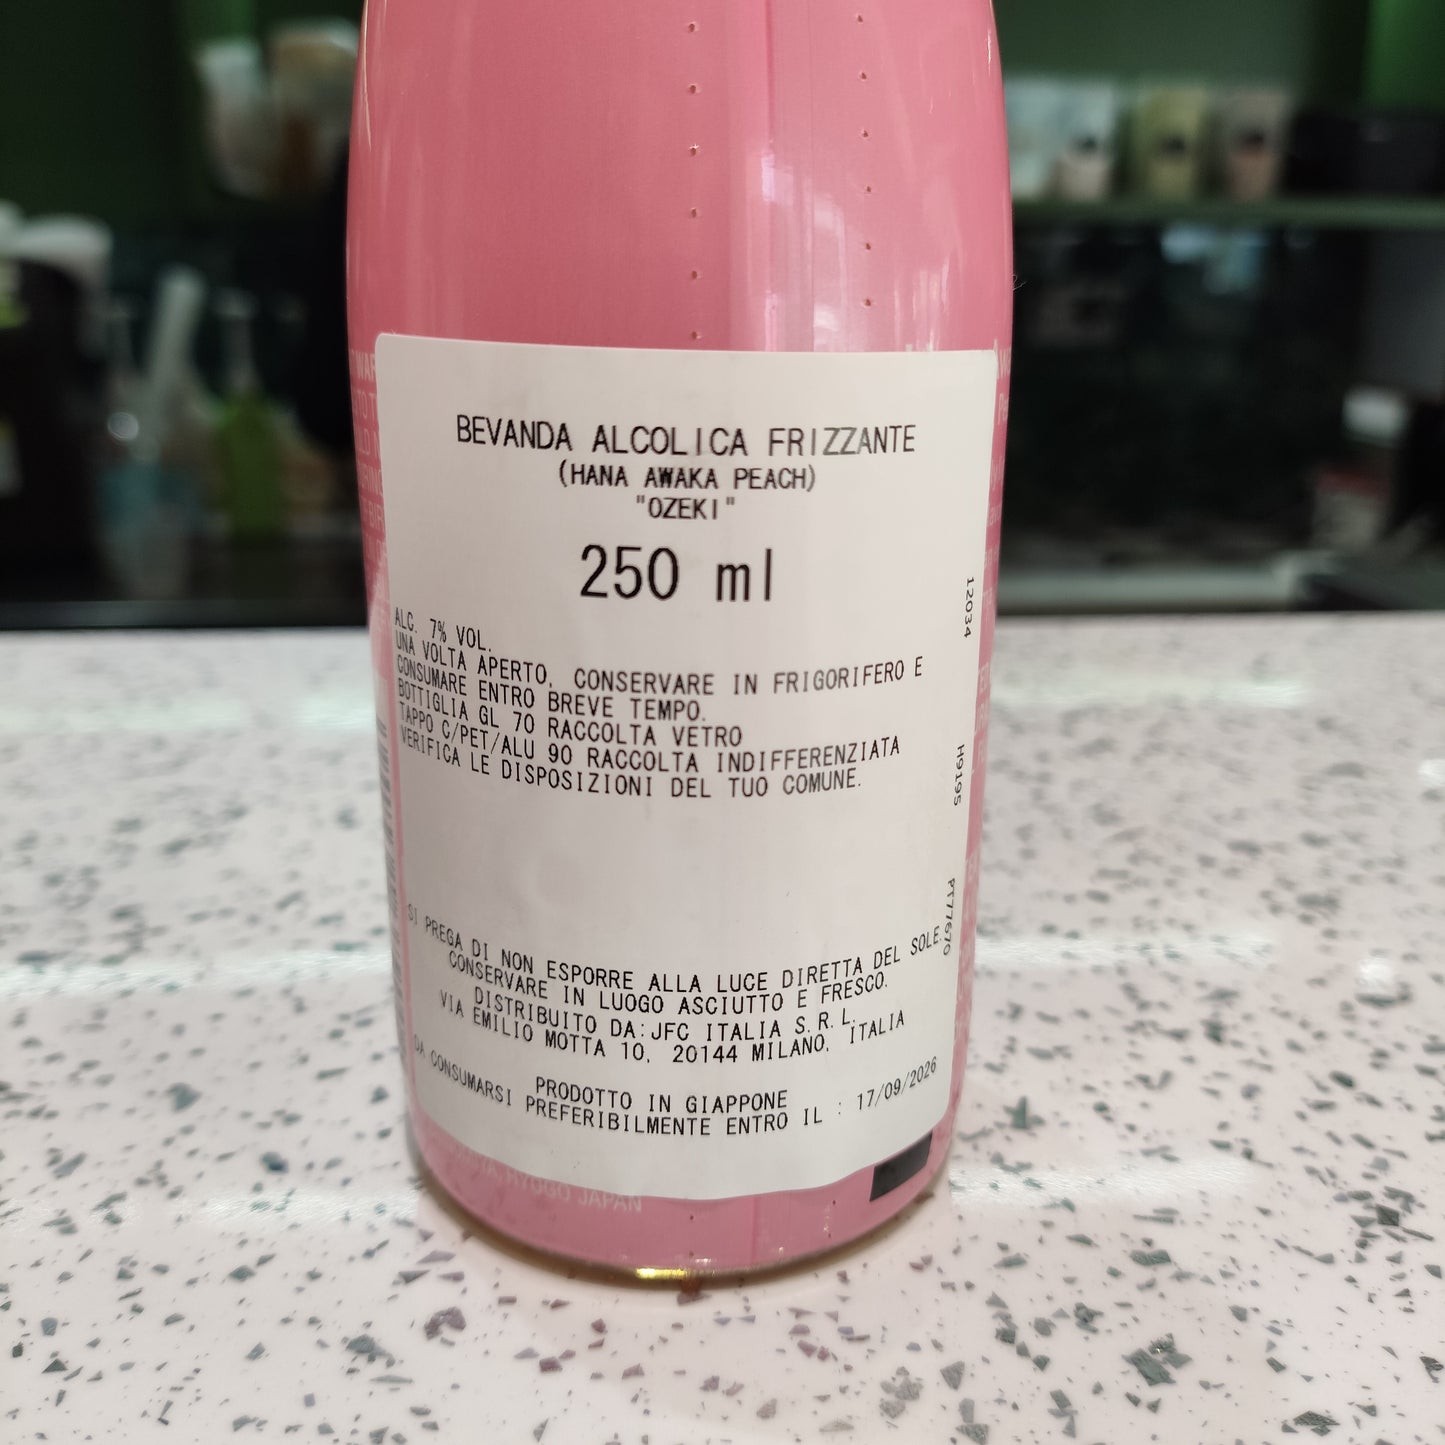 BEVANDA ALCOLICA FRIZZANTE
(HANA AWAKA PEACH)
"OZEKI"
250 ml
ALC. 7% VOL.
UNA VOLTA APERTO, CONSERVARE IN FRIGORIFERO E
CONSUMARE ENTRO BREVE TEMPO.
BOTTIGLIA GL 70 RACCOLTA VETRO
TAPPO C/PET/ALU 90 RACCOLTA INDIFFERENZIATA
VERIFICA LE DISPOSIZIONI DEL TUO COMUNE.
12034
H9195
PT77670
SI PREGA DI NON ESPORRE ALLA LUCE DIRETTA DEL SOLE.
CONSERVARE IN LUOGO ASCIUTTO E FRESCO.
DISTRIBUITO DA:JFC ITALIA S.R.L.
VIA EMILIO MOTTA 10, 20144 MILANO, ITALIA
PRODOTTO IN GIAPPONE
DA CONSUMARSI PREFERIBILMENTE ENTRO IL : 17/09/2026
HYOGO JAPAN